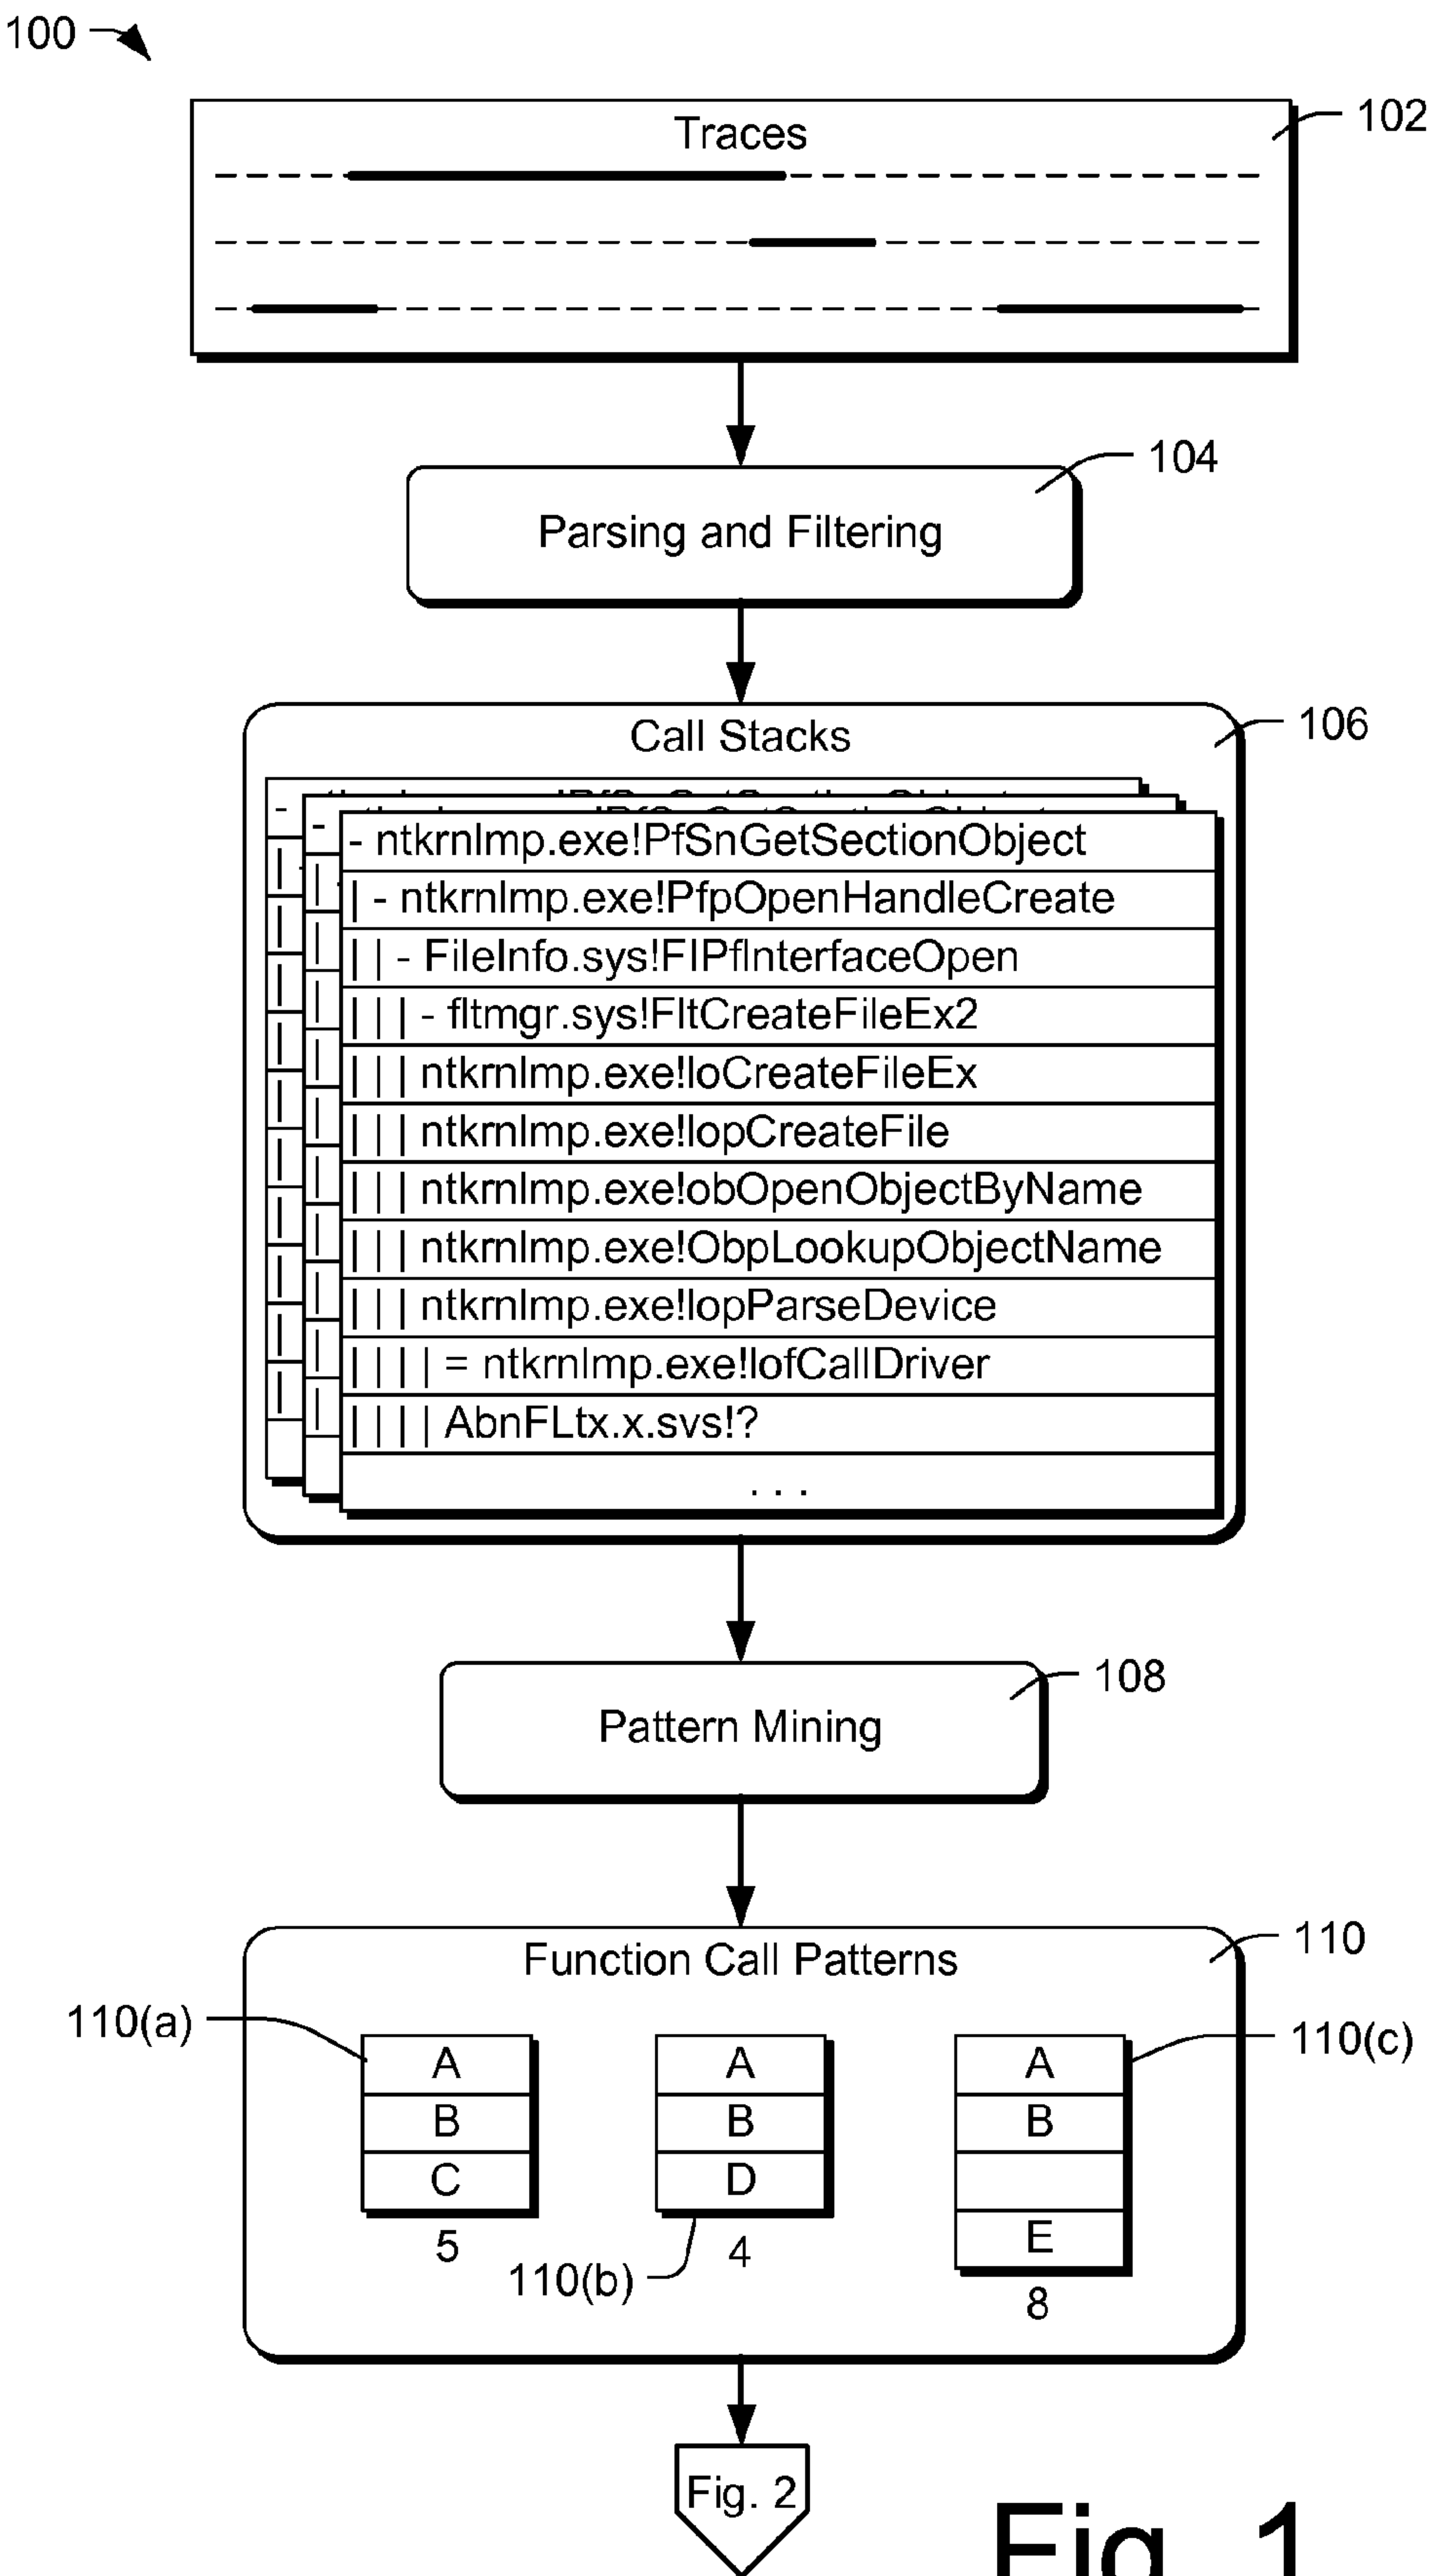 100
Traces
102
104
Parsing and Filtering
106
Call Stacks
- ntkrnlmp.exe!PfSnGetSectionObject
| - ntkrnlmp.exe!PfpOpenHandleCreate
| | - FileInfo.sys!FIPfInterfaceOpen
| | | - fltmgr.sys!FltCreateFileEx2
| | | ntkrnlmp.exe!IoCreateFileEx
| | | ntkrnlmp.exe!IopCreateFile
| | | ntkrnlmp.exe!obOpenObjectByName
| | | ntkrnlmp.exe!ObpLookupObjectName
| | | ntkrnlmp.exe!IopParseDevice
| | | | = ntkrnlmp.exe!IofCallDriver
| | | | AbnFLtx.x.svs!?
. . .
108
Pattern Mining
110
Function Call Patterns
110(a)
A
B
C
5
A
B
D
4
110(b)
110(c)
A
B
E
8
Fig. 2
Fig. 1